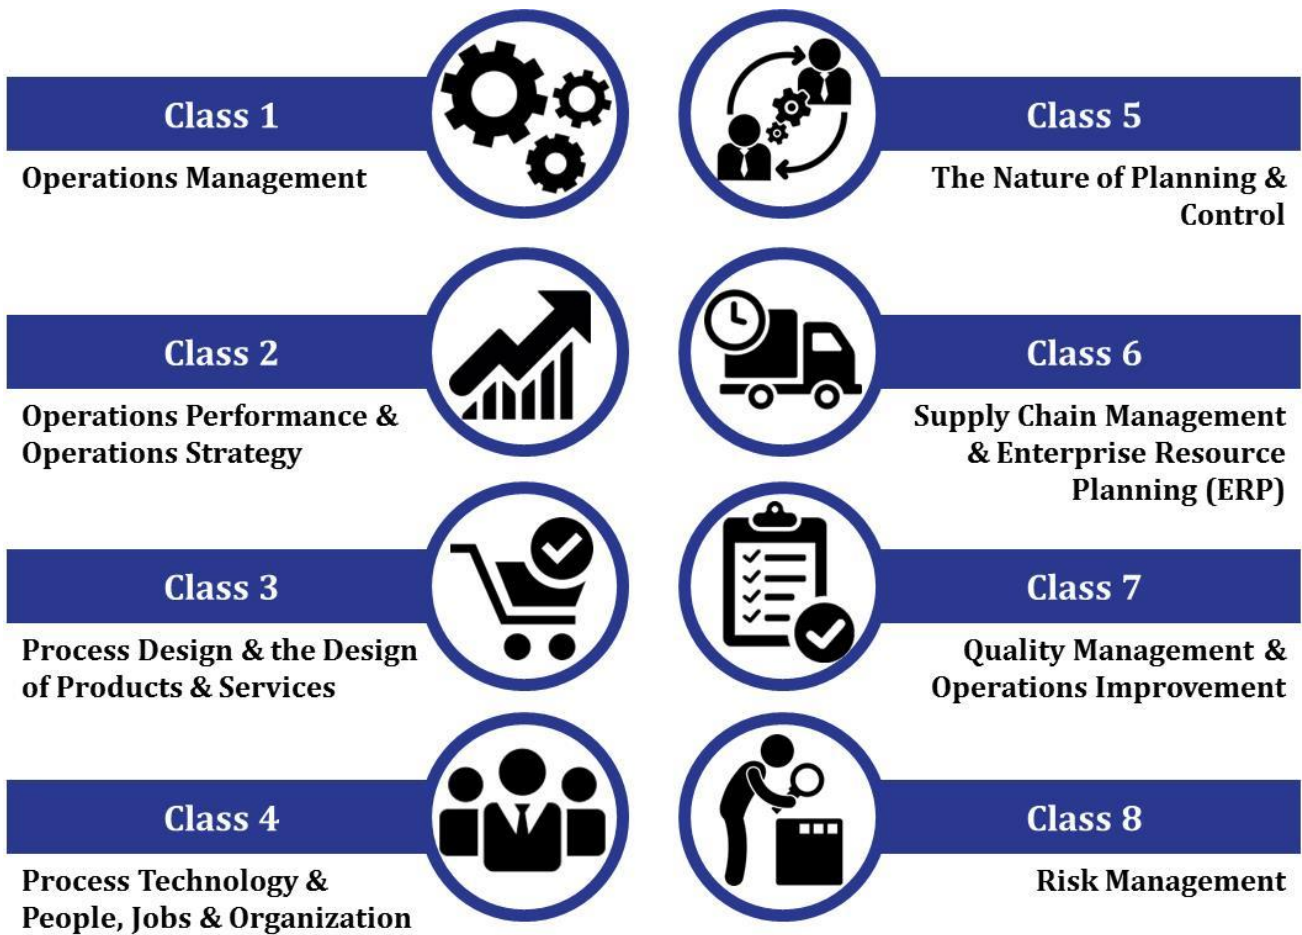 Class 1
Operations Management
Class 2
Operations Performance &
Operations Strategy
Class 3
Process Design & the Design
of Products & Services
Class 4
Process Technology &
People, Jobs & Organization
Class 5
The Nature of Planning &
Control
Class 6
Supply Chain Management
& Enterprise Resource
Planning (ERP)
Class 7
Quality Management &
Operations Improvement
Class 8
Risk Management